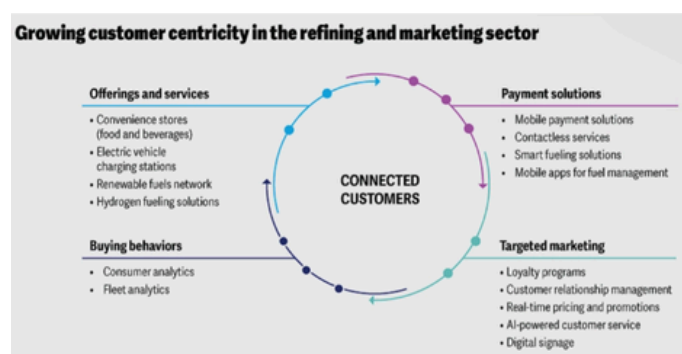 Growing customer centricity in the refining and marketing sector
Offerings and services
• Convenience stores
(food and beverages)
• Electric vehicle
charging stations
• Renewable fuels network
• Hydrogen fueling solutions
Payment solutions
• Mobile payment solutions
• Contactless services
• Smart fueling solutions
• Mobile apps for fuel management
CONNECTED
CUSTOMERS
Buying behaviors
• Consumer analytics
• Fleet analytics
Targeted marketing
• Loyalty programs
• Customer relationship management
• Real-time pricing and promotions
• AI-powered customer service
• Digital signage